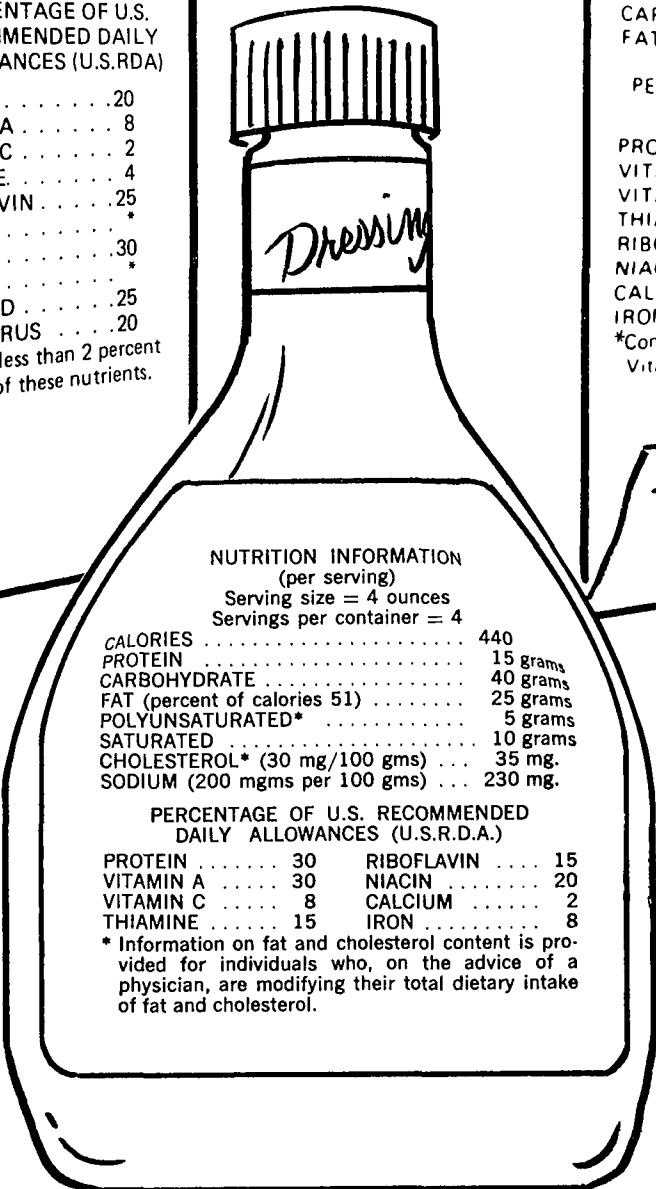 ENTAGE OF U.S.
MMENDED DAILY
ANCES (U.S.RDA)
. . . . . . . .20
A . . . . . . 8
C . . . . . . 2
E. . . . . . . 4
VIN . . . . .25
. . . . . . . *
. . . . . . . .30
. . . . . . . *
D . . . . . .25
RUS . . . .20
less than 2 percent
of these nutrients.
Dressing
NUTRITION INFORMATION
(per serving)
Serving size = 4 ounces
Servings per container = 4
CALORIES ...................... 440
PROTEIN ...................... 15 grams
CARBOHYDRATE ................. 40 grams
FAT (percent of calories 51) ........ 25 grams
POLYUNSATURATED* ............ 5 grams
SATURATED ...................... 10 grams
CHOLESTEROL* (30 mg/100 gms) ... 35 mg.
SODIUM (200 mgms per 100 gms) ... 230 mg.
PERCENTAGE OF U.S. RECOMMENDED
DAILY ALLOWANCES (U.S.R.D.A.)
PROTEIN ....... 30 RIBOFLAVIN .... 15
VITAMIN A ..... 30 NIACIN ........ 20
VITAMIN C ..... 8 CALCIUM ...... 2
THIAMINE ...... 15 IRON .......... 8
* Information on fat and cholesterol content is pro-
vided for individuals who, on the advice of a
physician, are modifying their total dietary intake
of fat and cholesterol.
CAR
FAT
PE
PRO
VIT
VIT
THIA
RIBO
NIA
CAL
IRON
*Con
Vita